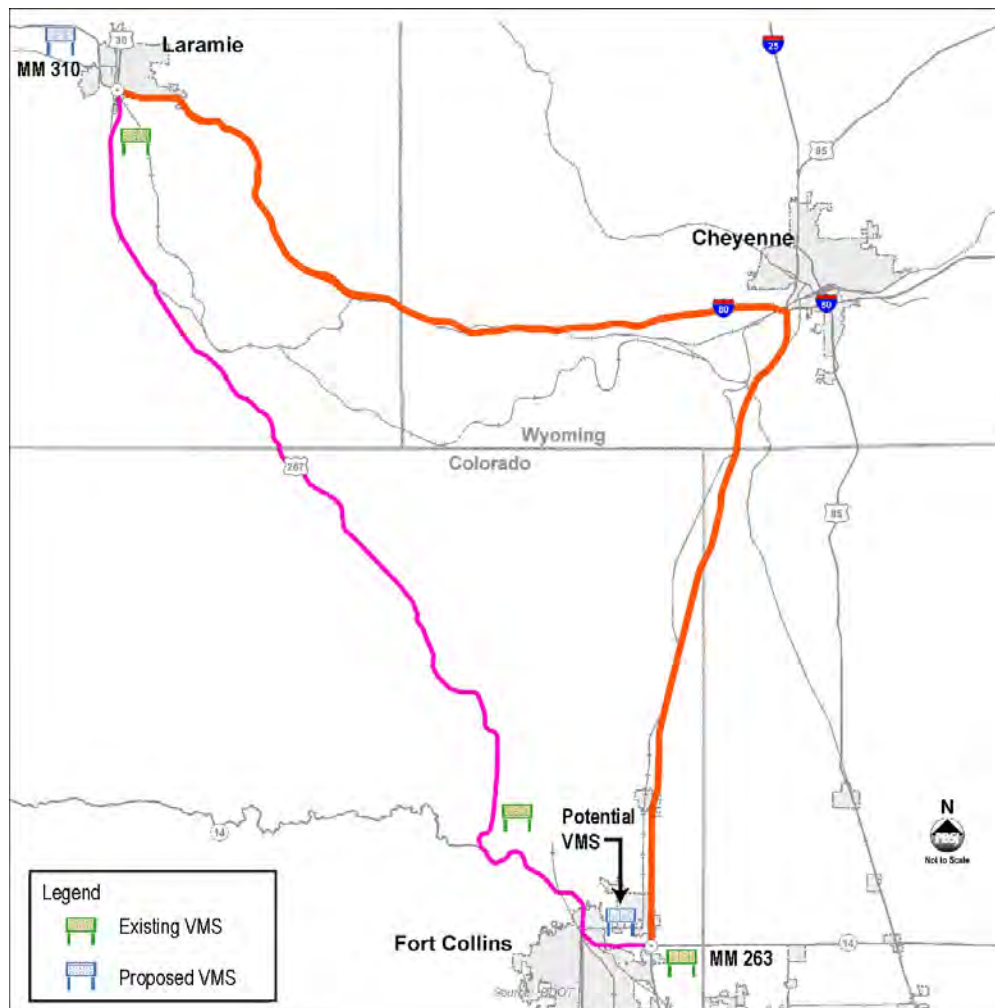 30
Laramie
MM 310
25
85
Cheyenne
80
80
Wyoming
Colorado
287
85
14
Potential
VMS
N
Not to Scale
Legend
Existing VMS
Proposed VMS
Fort Collins
MM 263
14
Source: